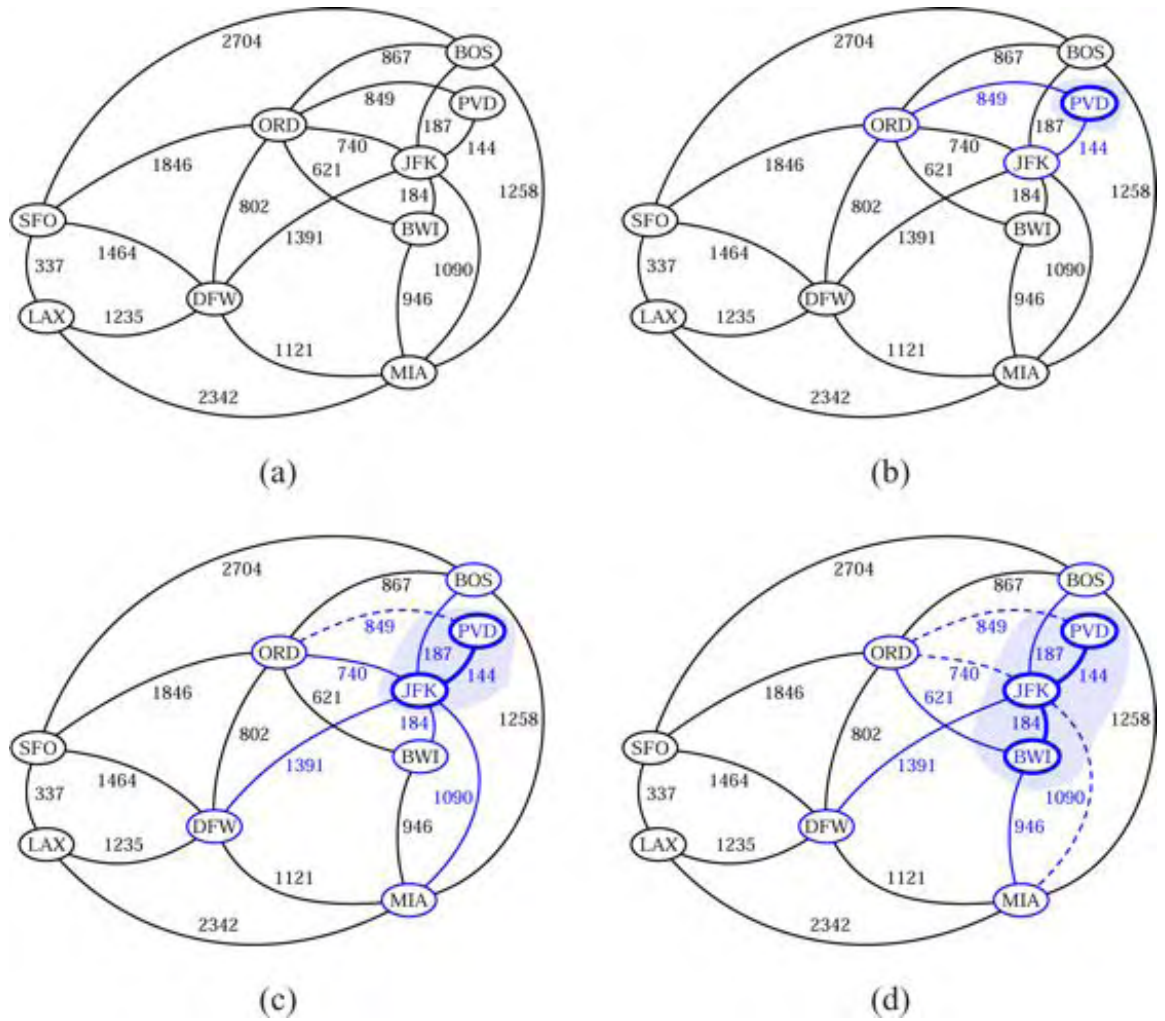 2704
BOS
867
849
PVD
ORD
187
740
144
JFK
1846
621
184
1258
SFO
802
BWI
1464
1391
337
1090
DFW
946
LAX
1235
1121
MIA
2342
(a)
2704
BOS
867
849
PVD
ORD
187
740
144
JFK
1846
621
184
1258
SFO
802
BWI
1464
1391
337
1090
DFW
946
LAX
1235
1121
MIA
2342
(b)
2704
BOS
867
849
PVD
ORD
187
740
144
JFK
1846
621
184
1258
SFO
802
BWI
1464
1391
337
1090
DFW
946
LAX
1235
1121
MIA
2342
(c)
2704
BOS
867
849
PVD
ORD
187
740
144
JFK
1846
621
184
1258
SFO
802
BWI
1464
1391
337
1090
DFW
946
LAX
1235
1121
MIA
2342
(d)